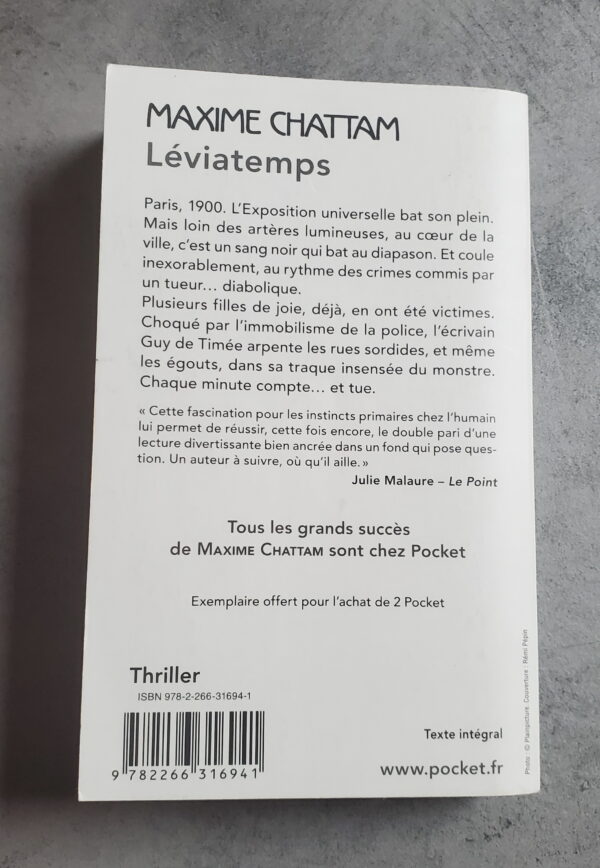 MAXIME CHATTAM
Léviatemps
Paris, 1900. L'Exposition universelle bat son plein.
Mais loin des artères lumineuses, au cœur de la
ville, c'est un sang noir qui bat au diapason. Et coule
inexorablement, au rythme des crimes commis par
un tueur… diabolique.
Plusieurs filles de joie, déjà, en ont été victimes.
Choqué par l'immobilisme de la police, l'écrivain
Guy de Timée arpente les rues sordides, et même
les égouts, dans sa traque insensée du monstre.
Chaque minute compte… et tue.
« Cette fascination pour les instincts primaires chez l'humain
lui permet de réussir, cette fois encore, le double pari d'une
lecture divertissante bien ancrée dans un fond qui pose ques-
tion. Un auteur à suivre, où qu'il aille. »
Julie Malaure – Le Point
Tous les grands succès
de MAXIME CHATTAM sont chez Pocket
Exemplaire offert pour l'achat de 2 Pocket
Thriller
ISBN 978-2-266-31694-1
9 782266 316941
Texte intégral
www.pocket.fr
Photo : © Plainpicture. Couverture : Rémi Pépin